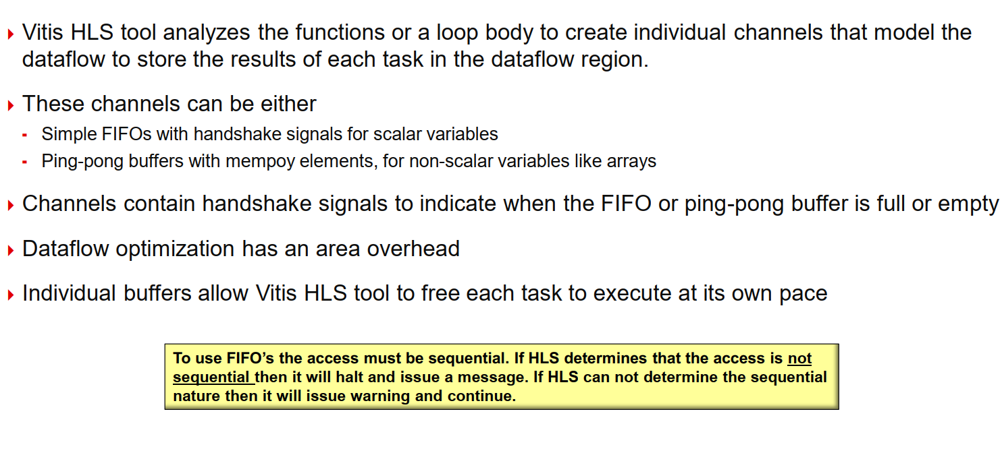 Vitis HLS tool analyzes the functions or a loop body to create individual channels that model the
dataflow to store the results of each task in the dataflow region.
These channels can be either
Simple FIFOs with handshake signals for scalar variables
Ping-pong buffers with mempoy elements, for non-scalar variables like arrays
Channels contain handshake signals to indicate when the FIFO or ping-pong buffer is full or empty
Dataflow optimization has an area overhead
Individual buffers allow Vitis HLS tool to free each task to execute at its own pace
To use FIFO’s the access must be sequential. If HLS determines that the access is not
sequential then it will halt and issue a message. If HLS can not determine the sequential
nature then it will issue warning and continue.